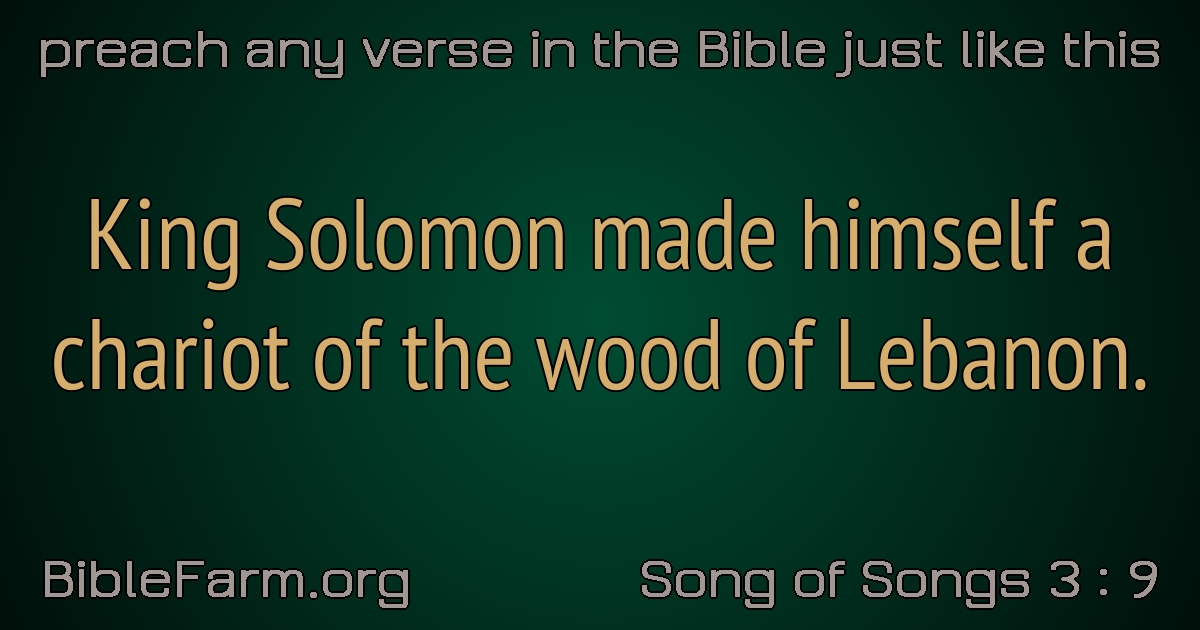 preach any verse in the Bible just like this
King Solomon made himself a
chariot of the wood of Lebanon.
BibleFarm.org
Song of Songs 3 : 9